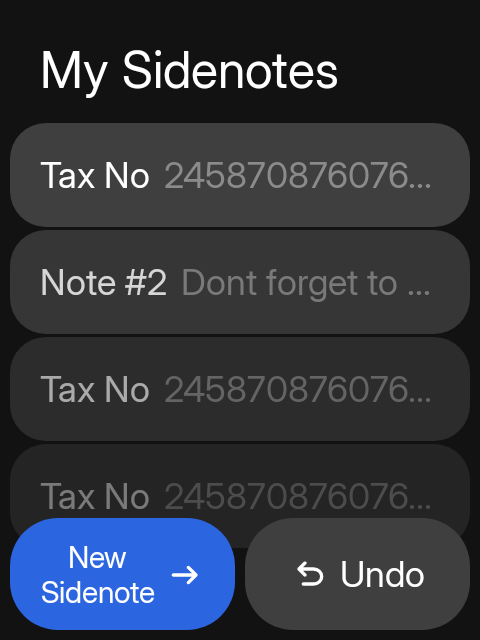 My Sidenotes
Tax No 245870876076...
Note #2 Dont forget to ...
Tax No 245870876076...
Tax No 245870876076...
New
Sidenote
Undo